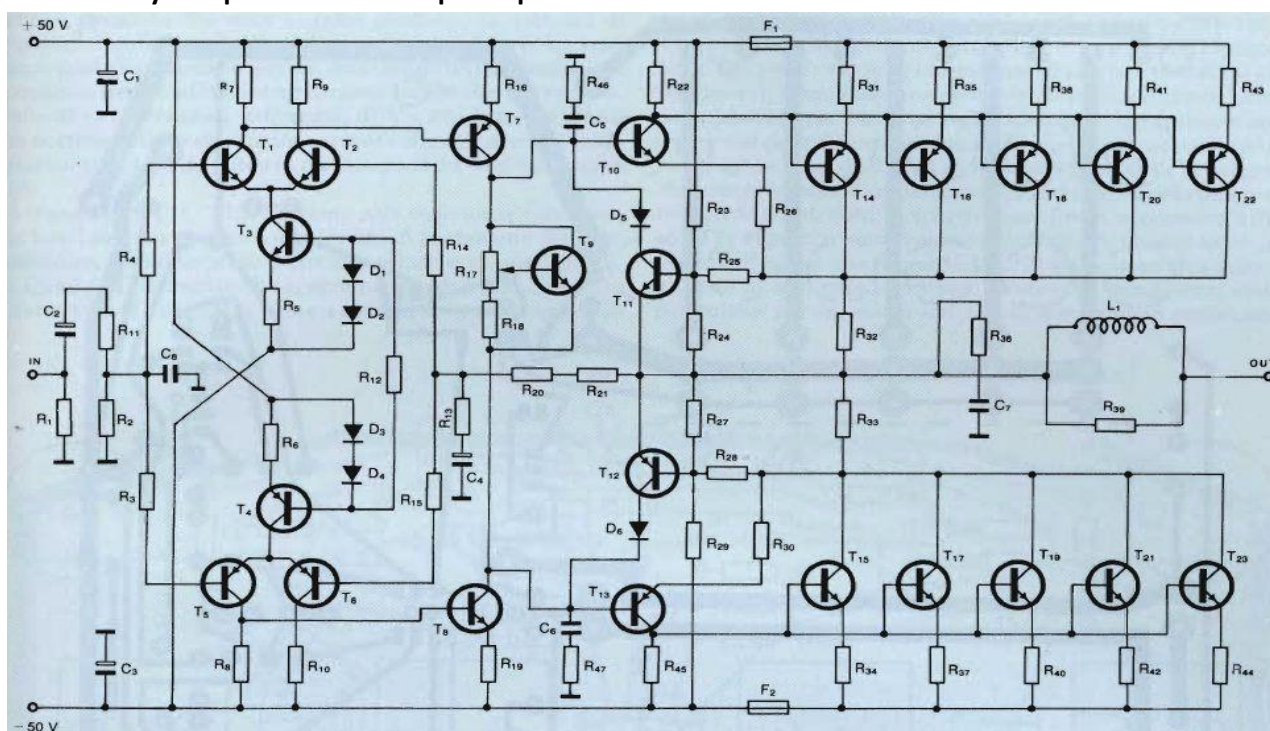 + 50 V
F1
C1
R7
R9
R16
R46
R22
R31
R35
R38
R41
R43
T7
C5
T1
T2
T10
T14
T16
T18
T20
T22
T3
D5
R23
R26
R4
D1
R14
T9
R17
R25
T11
C2
R11
R5
D2
R18
L1
C8
R24
R32
R36
IN
R12
R20
R21
OUT
R1
R2
R13
R27
R33
C7
R39
R6
D3
D4
C4
T12
R28
R3
T4
R15
D6
R29
R30
T15
T17
T19
T21
T23
T5
T6
T8
C6
T13
C3
R8
R10
R19
R47
R45
R34
R37
R40
R42
R44
F2
− 50 V